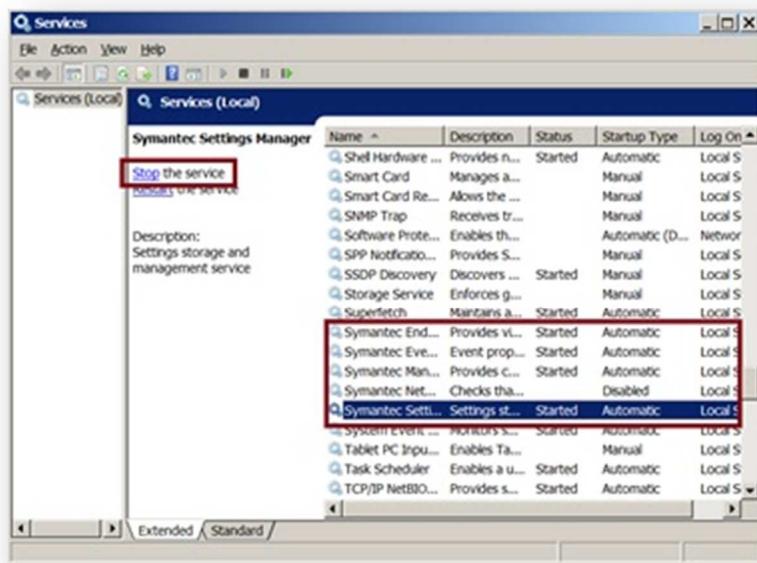 Services
File Action View Help
Services (Local)
Services (Local)
Symantec Settings Manager
Stop the service
Restart the service
Description:
Settings storage and
management service
Name Description Status Startup Type Log On
Shell Hardware ... Provides n... Started Automatic Local S
Smart Card Manages a... Manual Local S
Smart Card Re... Allows the ... Manual Local S
SNMP Trap Receives tr... Manual Local S
Software Prote... Enables th... Automatic (D... Networ
SPP Notificatio... Provides S... Manual Local S
SSDP Discovery Discovers ... Started Manual Local S
Storage Service Enforces g... Manual Local S
Superfetch Maintains a... Started Automatic Local S
Symantec End... Provides vi... Started Automatic Local S
Symantec Eve... Event prop... Started Automatic Local S
Symantec Man... Provides c... Started Automatic Local S
Symantec Net... Checks tha... Disabled Local S
Symantec Setti... Settings st... Started Automatic Local S
System Event ... Monitors s... Started Automatic Local S
Tablet PC Inpu... Enables Ta... Manual Local S
Task Scheduler Enables a u... Started Automatic Local S
TCP/IP NetBIO... Provides s... Started Automatic Local S
Extended Standard